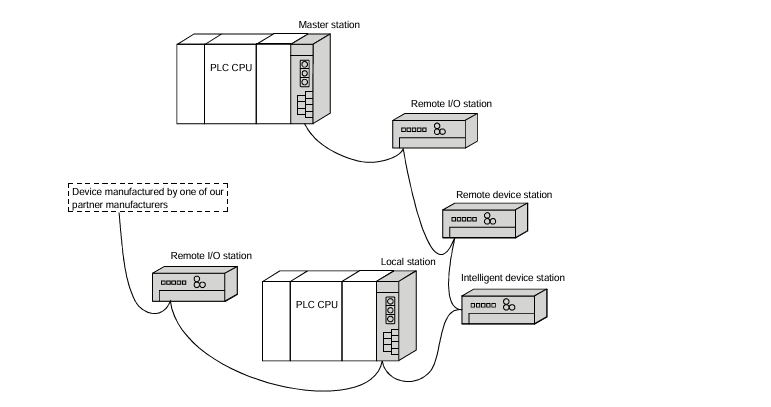 Master station
PLC CPU
Remote I/O station
Device manufactured by one of our
partner manufacturers
Remote device station
Remote I/O station
Local station
Intelligent device station
PLC CPU